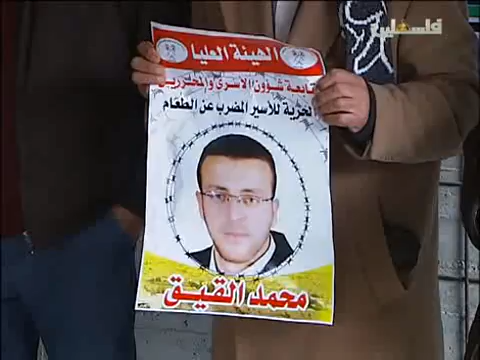 فلسطين
الهيئة العليا
لمتابعة شؤون الأسرى والمحررين
الحرية للأسير المضرب عن الطعام
محمد القيق